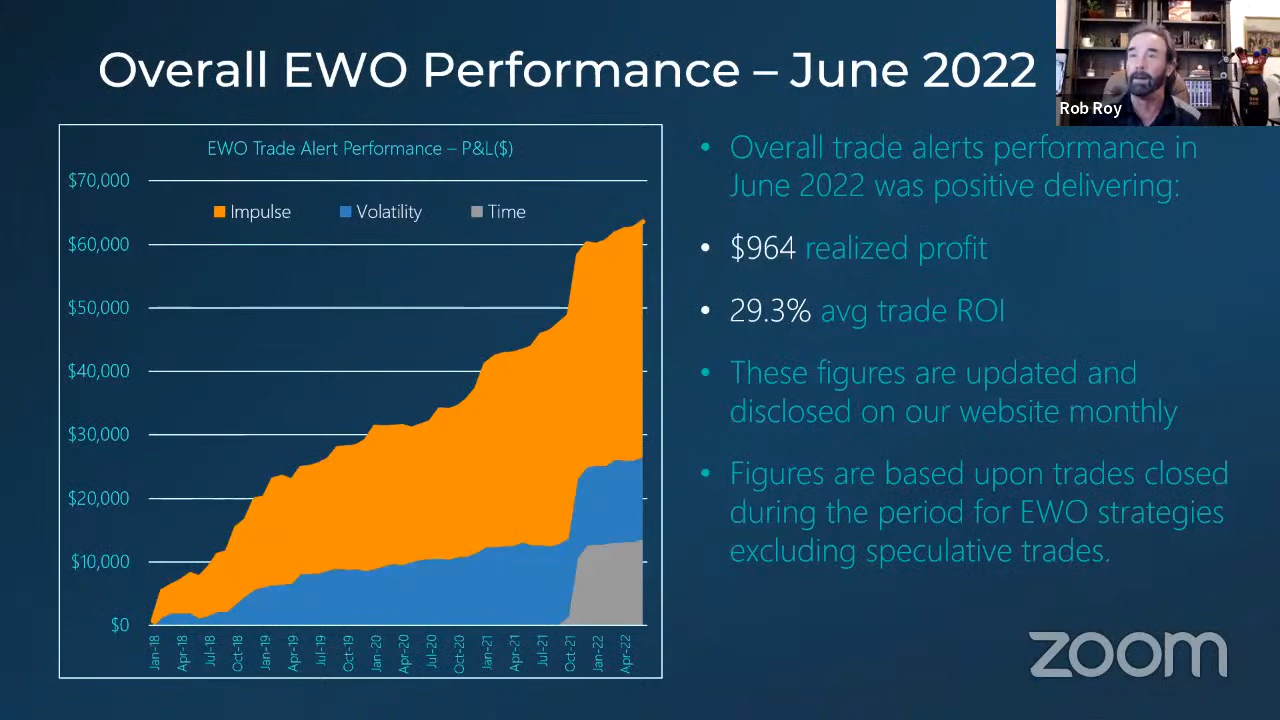 Overall EWO Performance – June 2022
Rob Roy
EWO Trade Alert Performance – P&L($)
$70,000
$60,000
$50,000
$40,000
$30,000
$20,000
$10,000
$0
Impulse
Volatility
Time
Jan-18
Apr-18
Jul-18
Oct-18
Jan-19
Apr-19
Jul-19
Oct-19
Jan-20
Apr-20
Jul-20
Oct-20
Jan-21
Apr-21
Jul-21
Oct-21
Jan-22
Apr-22
• Overall trade alerts performance in
June 2022 was positive delivering:
• $964 realized profit
• 29.3% avg trade ROI
• These figures are updated and
disclosed on our website monthly
• Figures are based upon trades closed
during the period for EWO strategies
excluding speculative trades.
zoom